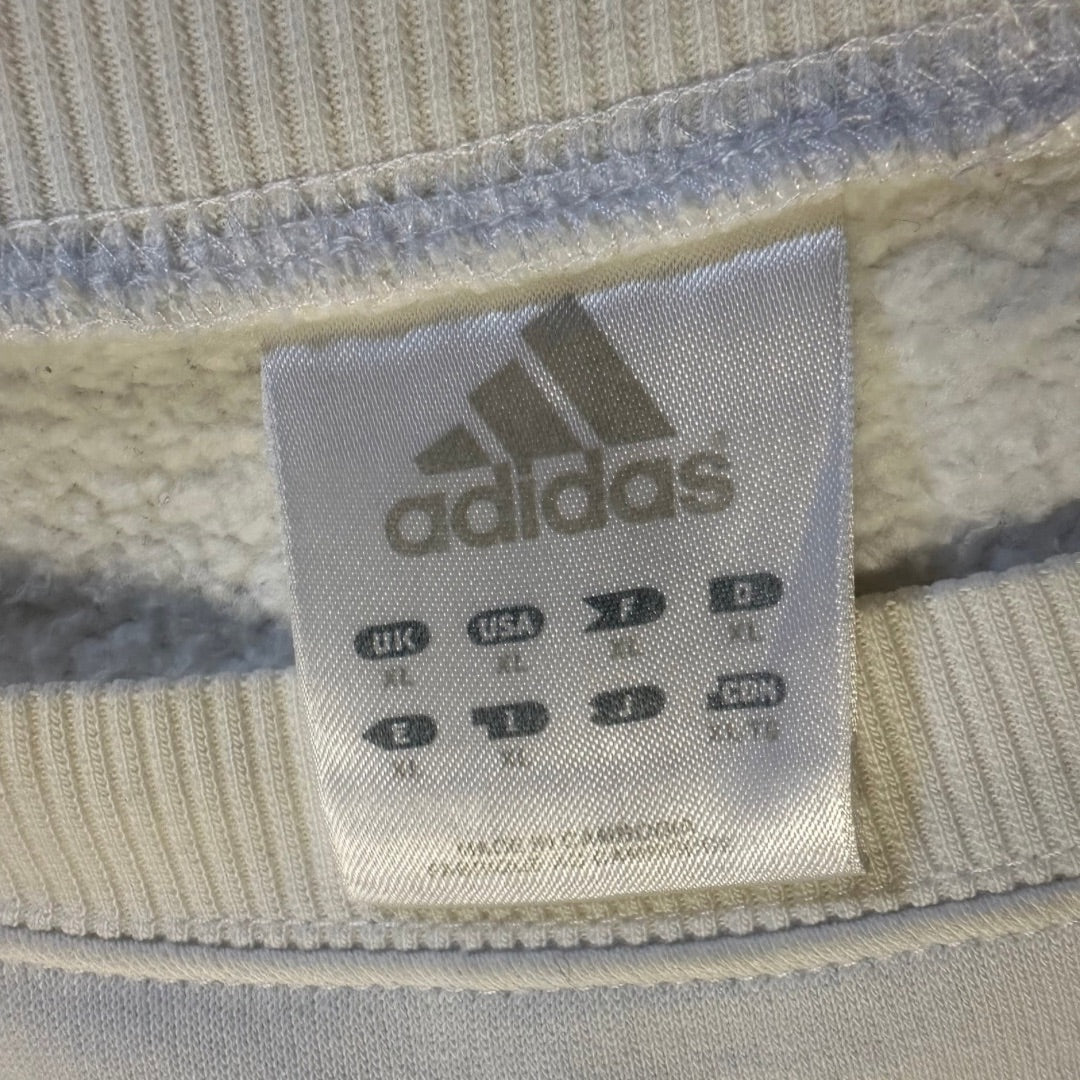 adidas
UK USA F D
XL XL XL XL
E I J CDN
XL XL XL-TG
MADE IN CAMBODIA